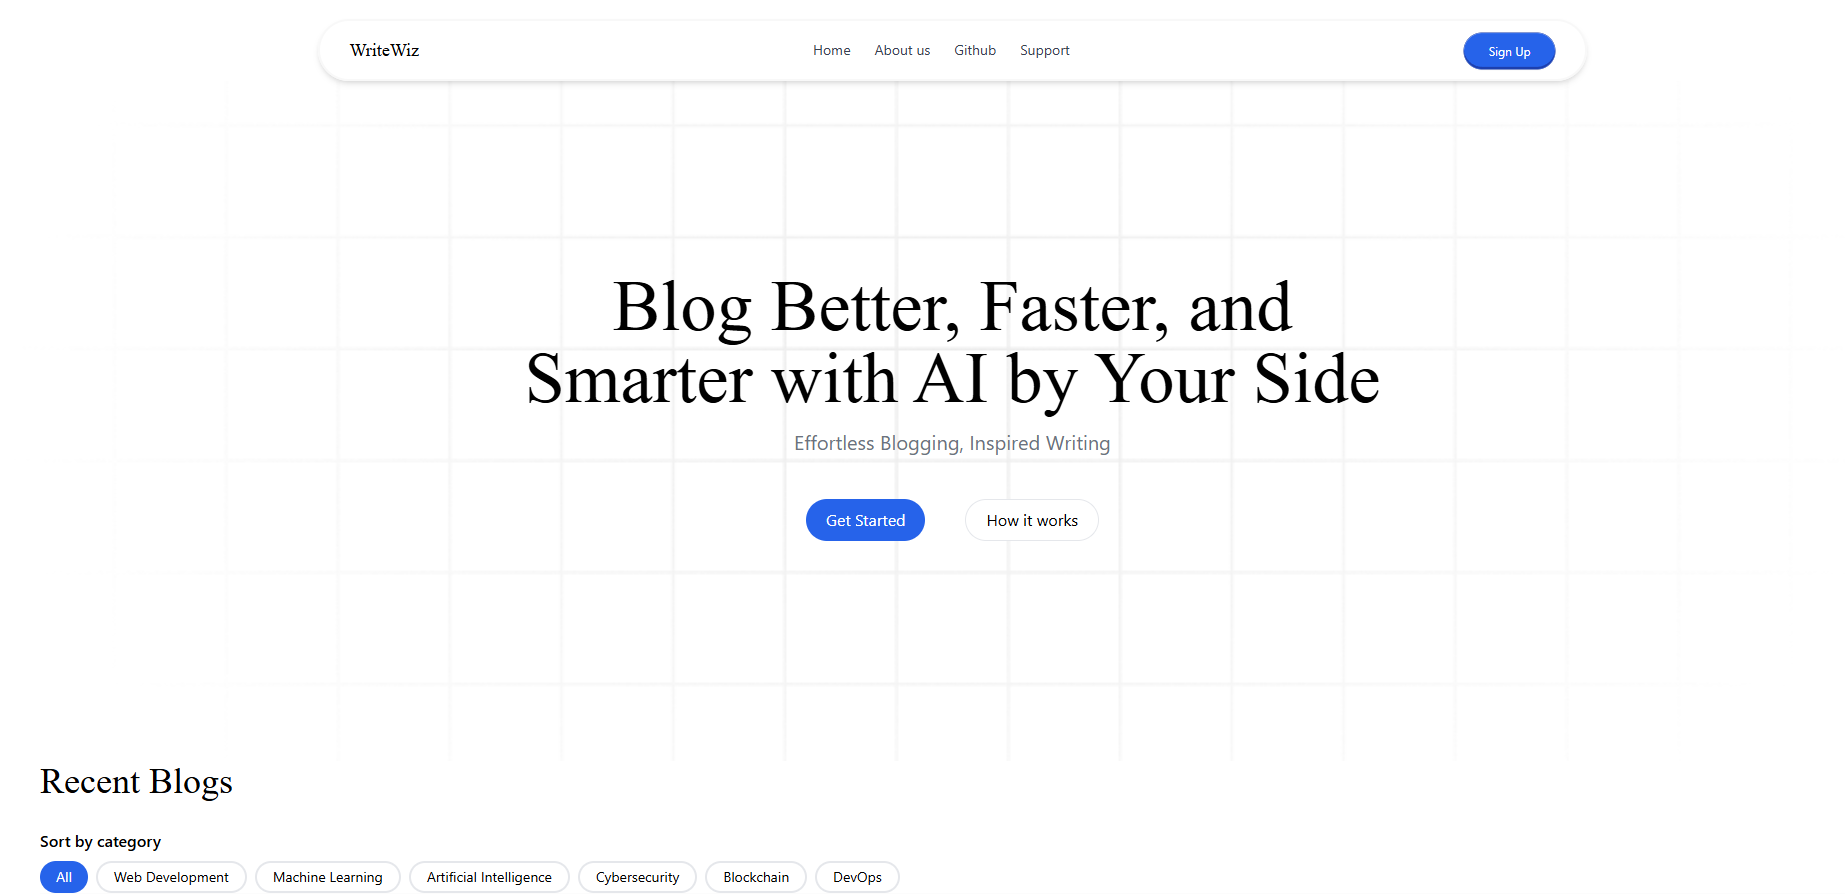 WriteWiz
Home About us Github Support
Sign Up
Blog Better, Faster, and
Smarter with AI by Your Side
Effortless Blogging, Inspired Writing
Get Started
How it works
Recent Blogs
Sort by category
All Web Development Machine Learning Artificial Intelligence Cybersecurity Blockchain DevOps